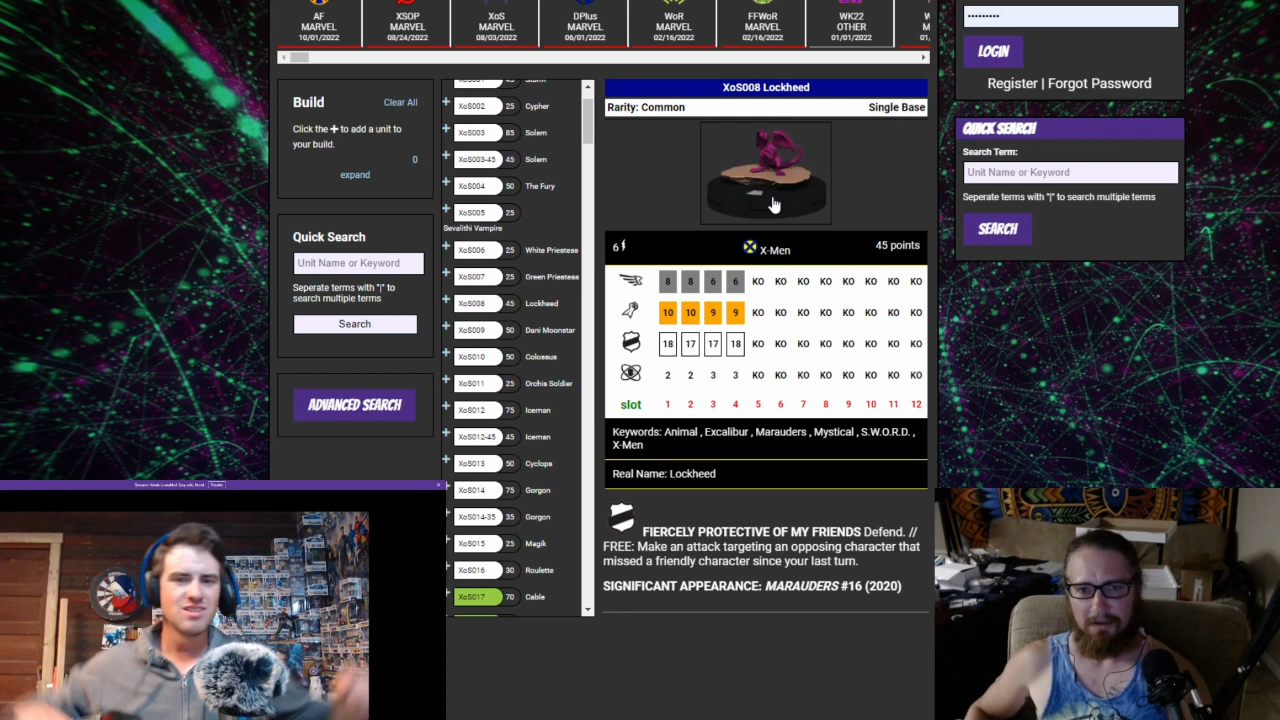 AF
MARVEL
10/01/2022
XSOP
MARVEL
08/24/2022
XoS
MARVEL
08/03/2022
DPlus
MARVEL
06/01/2022
WoR
MARVEL
02/16/2022
FFWoR
MARVEL
02/16/2022
WK22
OTHER
01/01/2022
LOGIN
Register | Forgot Password
QUICK SEARCH
Search Term:
Unit Name or Keyword
Seperate terms with "|" to search multiple terms
SEARCH
Build
Clear All
Click the + to add a unit to
your build.
0
expand
Quick Search
Unit Name or Keyword
Seperate terms with "|" to
search multiple terms
Search
ADVANCED SEARCH
XoS002 25 Cypher
XoS003 85 Solem
XoS003-45 45 Solem
XoS004 50 The Fury
XoS005 25
Sevalithi Vampire
XoS006 25 White Priestess
XoS007 25 Green Priestess
XoS008 45 Lockheed
XoS009 50 Dani Moonstar
XoS010 50 Colossus
XoS011 25 Orchis Soldier
XoS012 75 Iceman
XoS012-45 45 Iceman
XoS013 50 Cyclops
XoS014 75 Gorgon
XoS014-35 35 Gorgon
XoS015 25 Magik
XoS016 30 Roulette
XoS017 70 Cable
XoS008 Lockheed
Rarity: Common
Single Base
6
X-Men
45 points
8 8 6 6 KO KO KO KO KO KO KO KO
10 10 9 9 KO KO KO KO KO KO KO KO
18 17 17 18 KO KO KO KO KO KO KO KO
2 2 3 3 KO KO KO KO KO KO KO KO
slot 1 2 3 4 5 6 7 8 9 10 11 12
Keywords: Animal , Excalibur , Marauders , Mystical , S.W.O.R.D. ,
X-Men
Real Name: Lockheed
FIERCELY PROTECTIVE OF MY FRIENDS Defend. //
FREE: Make an attack targeting an opposing character that
missed a friendly character since your last turn.
SIGNIFICANT APPEARANCE: MARAUDERS #16 (2020)